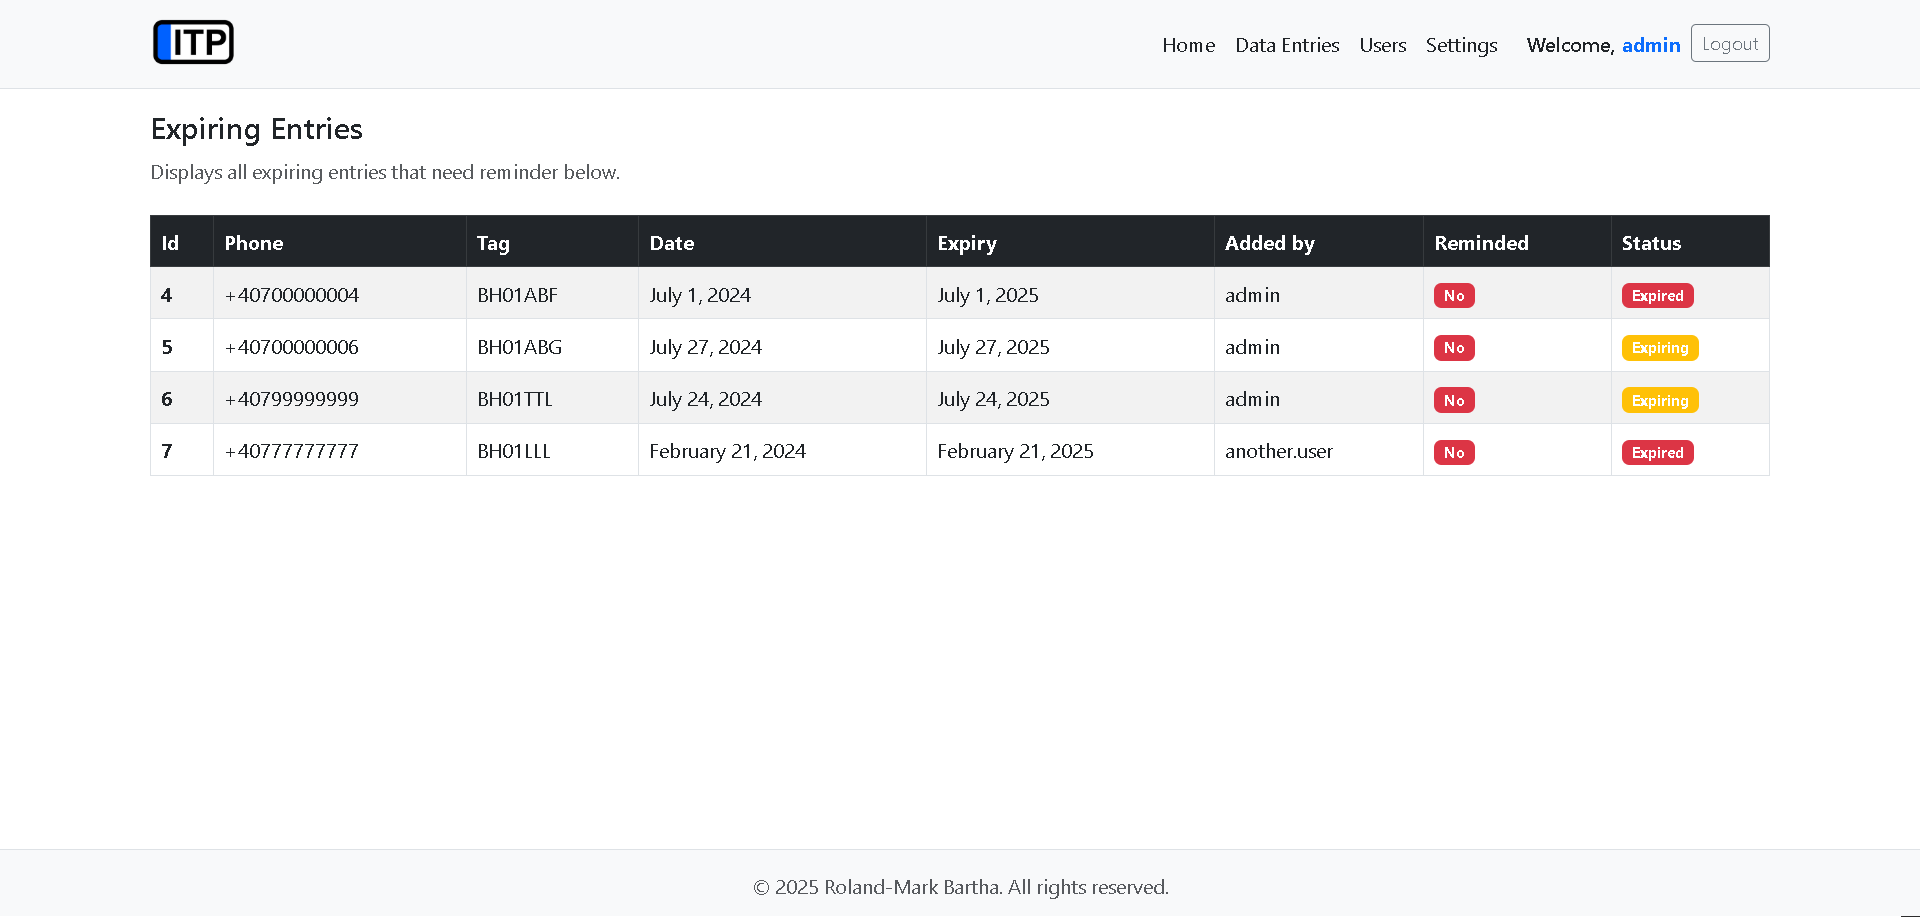 ITP
Home Data Entries Users Settings Welcome, admin Logout
Expiring Entries
Displays all expiring entries that need reminder below.
Id Phone Tag Date Expiry Added by Reminded Status
4 +40700000004 BH01ABF July 1, 2024 July 1, 2025 admin No Expired
5 +40700000006 BH01ABG July 27, 2024 July 27, 2025 admin No Expiring
6 +40799999999 BH01TTL July 24, 2024 July 24, 2025 admin No Expiring
7 +40777777777 BH01LLL February 21, 2024 February 21, 2025 another.user No Expired
© 2025 Roland-Mark Bartha. All rights reserved.